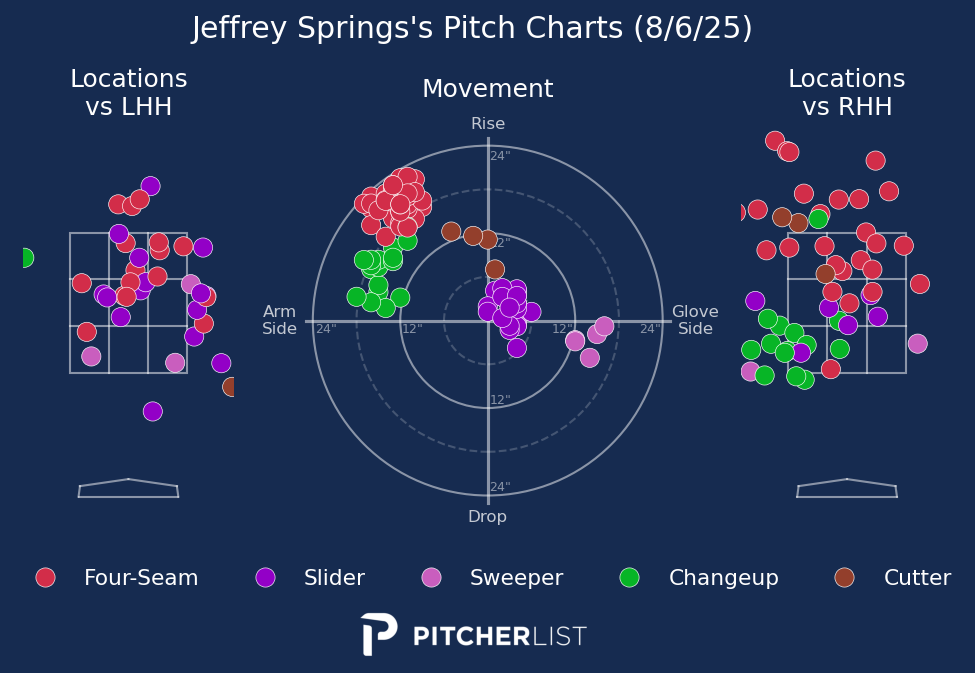 Jeffrey Springs's Pitch Charts (8/6/25)
Locations
vs LHH
Movement
Locations
vs RHH
Rise
24"
12"
Arm
Side
24"
12"
12"
24"
Glove
Side
12"
24"
Drop
Four-Seam
Slider
Sweeper
Changeup
Cutter
PITCHERLIST